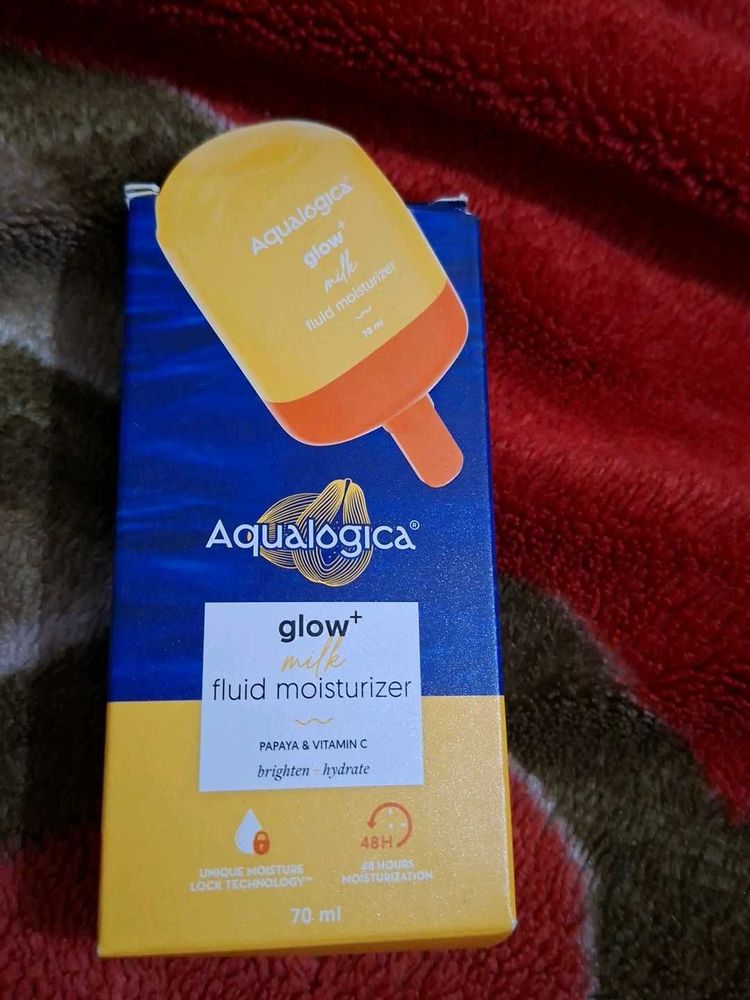 Aqualogica
glow+
milk
fluid moisturizer
70 ml
Aqualogica®
glow+
milk
fluid moisturizer
PAPAYA & VITAMIN C
brighten + hydrate
48H
UNIQUE MOISTURE
LOCK TECHNOLOGY™
48 HOURS
MOISTURIZATION
70 ml